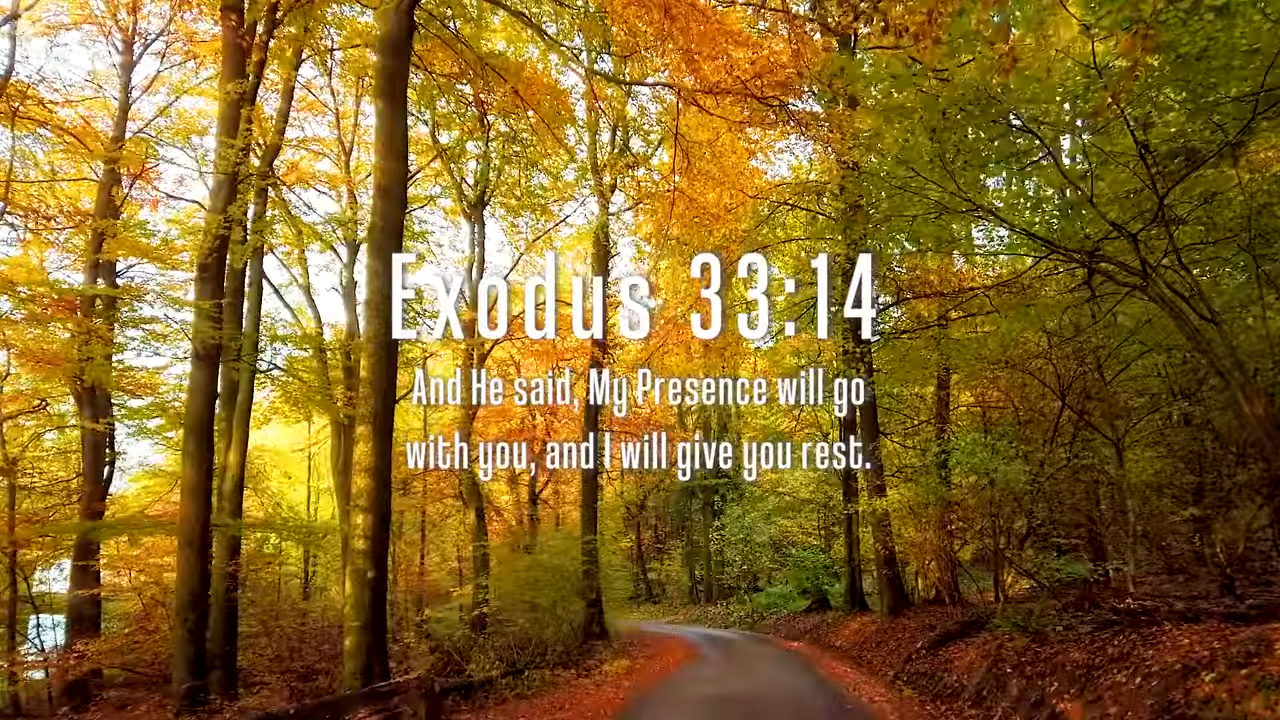 Exodus 33:14
And He said, My Presence will go
with you, and I will give you rest.